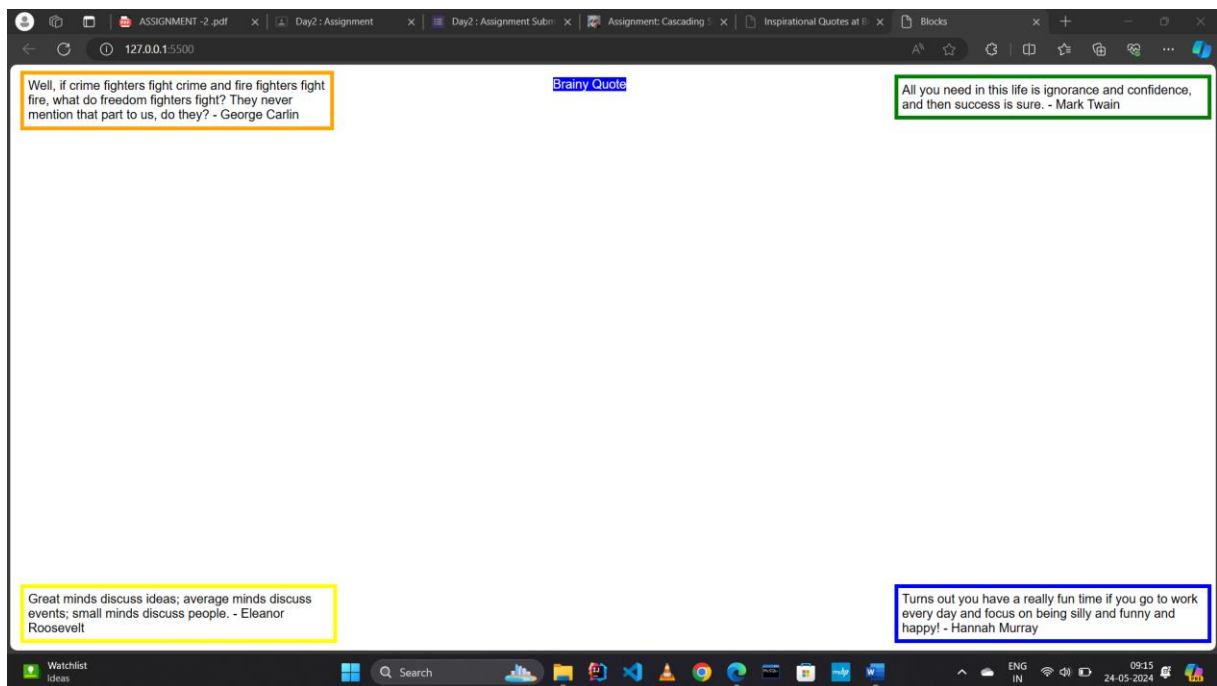 ASSIGNMENT -2 .pdf
Day2 : Assignment
Day2 : Assignment Subm
Assignment: Cascading S
Inspirational Quotes at B
Blocks
127.0.0.1:5500
Well, if crime fighters fight crime and fire fighters fight
fire, what do freedom fighters fight? They never
mention that part to us, do they? - George Carlin
Brainy Quote
All you need in this life is ignorance and confidence,
and then success is sure. - Mark Twain
Great minds discuss ideas; average minds discuss
events; small minds discuss people. - Eleanor
Roosevelt
Turns out you have a really fun time if you go to work
every day and focus on being silly and funny and
happy! - Hannah Murray
Watchlist
Ideas
Search
ENG
IN
09:15
24-05-2024